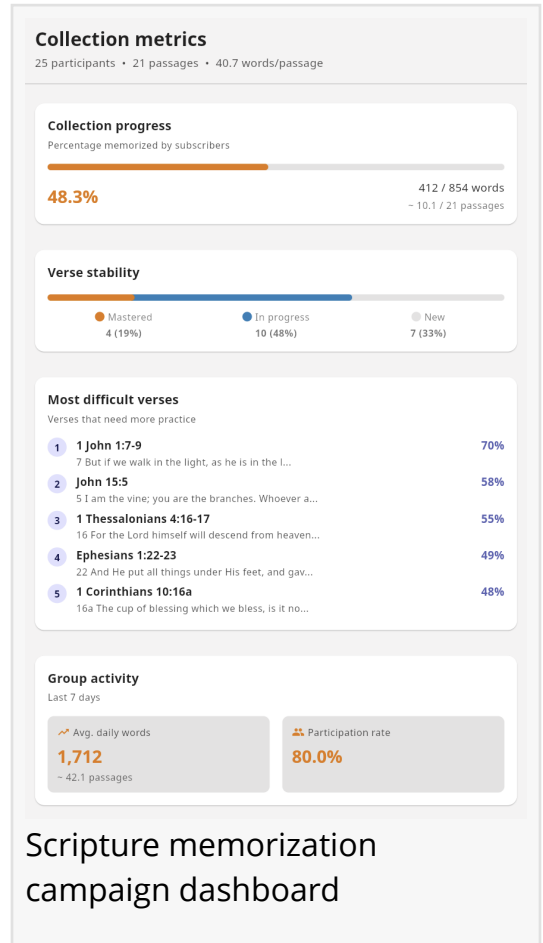 Collection metrics
25 participants • 21 passages • 40.7 words/passage
Collection progress
Percentage memorized by subscribers
48.3%
412 / 854 words
~ 10.1 / 21 passages
Verse stability
Mastered
4 (19%)
In progress
10 (48%)
New
7 (33%)
Most difficult verses
Verses that need more practice
1 1 John 1:7-9 70%
7 But if we walk in the light, as he is in the l...
2 John 15:5 58%
5 I am the vine; you are the branches. Whoever a...
3 1 Thessalonians 4:16-17 55%
16 For the Lord himself will descend from heaven...
4 Ephesians 1:22-23 49%
22 And He put all things under His feet, and gav...
5 1 Corinthians 10:16a 48%
16a The cup of blessing which we bless, is it no...
Group activity
Last 7 days
Avg. daily words
1,712
~ 42.1 passages
Participation rate
80.0%
Scripture memorization
campaign dashboard